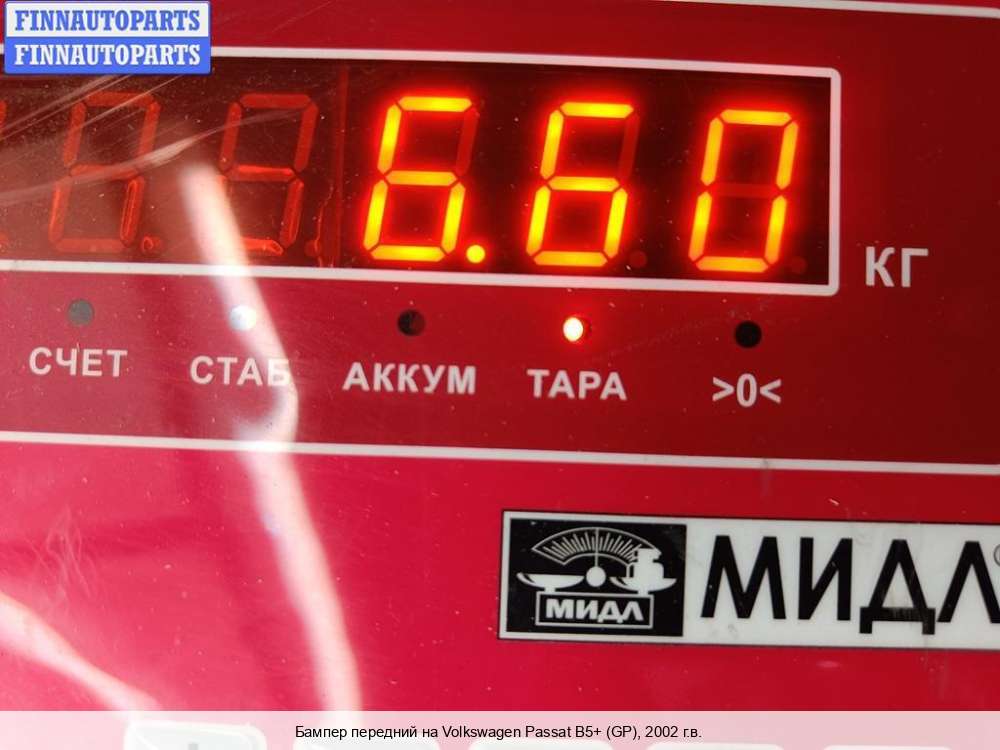 FINNAUTOPARTS
FINNAUTOPARTS
6.60
КГ
СЧЕТ СТАБ АККУМ ТАРА >0<
МИДЛ МИДЛ
Бампер передний на Volkswagen Passat B5+ (GP), 2002 г.в.